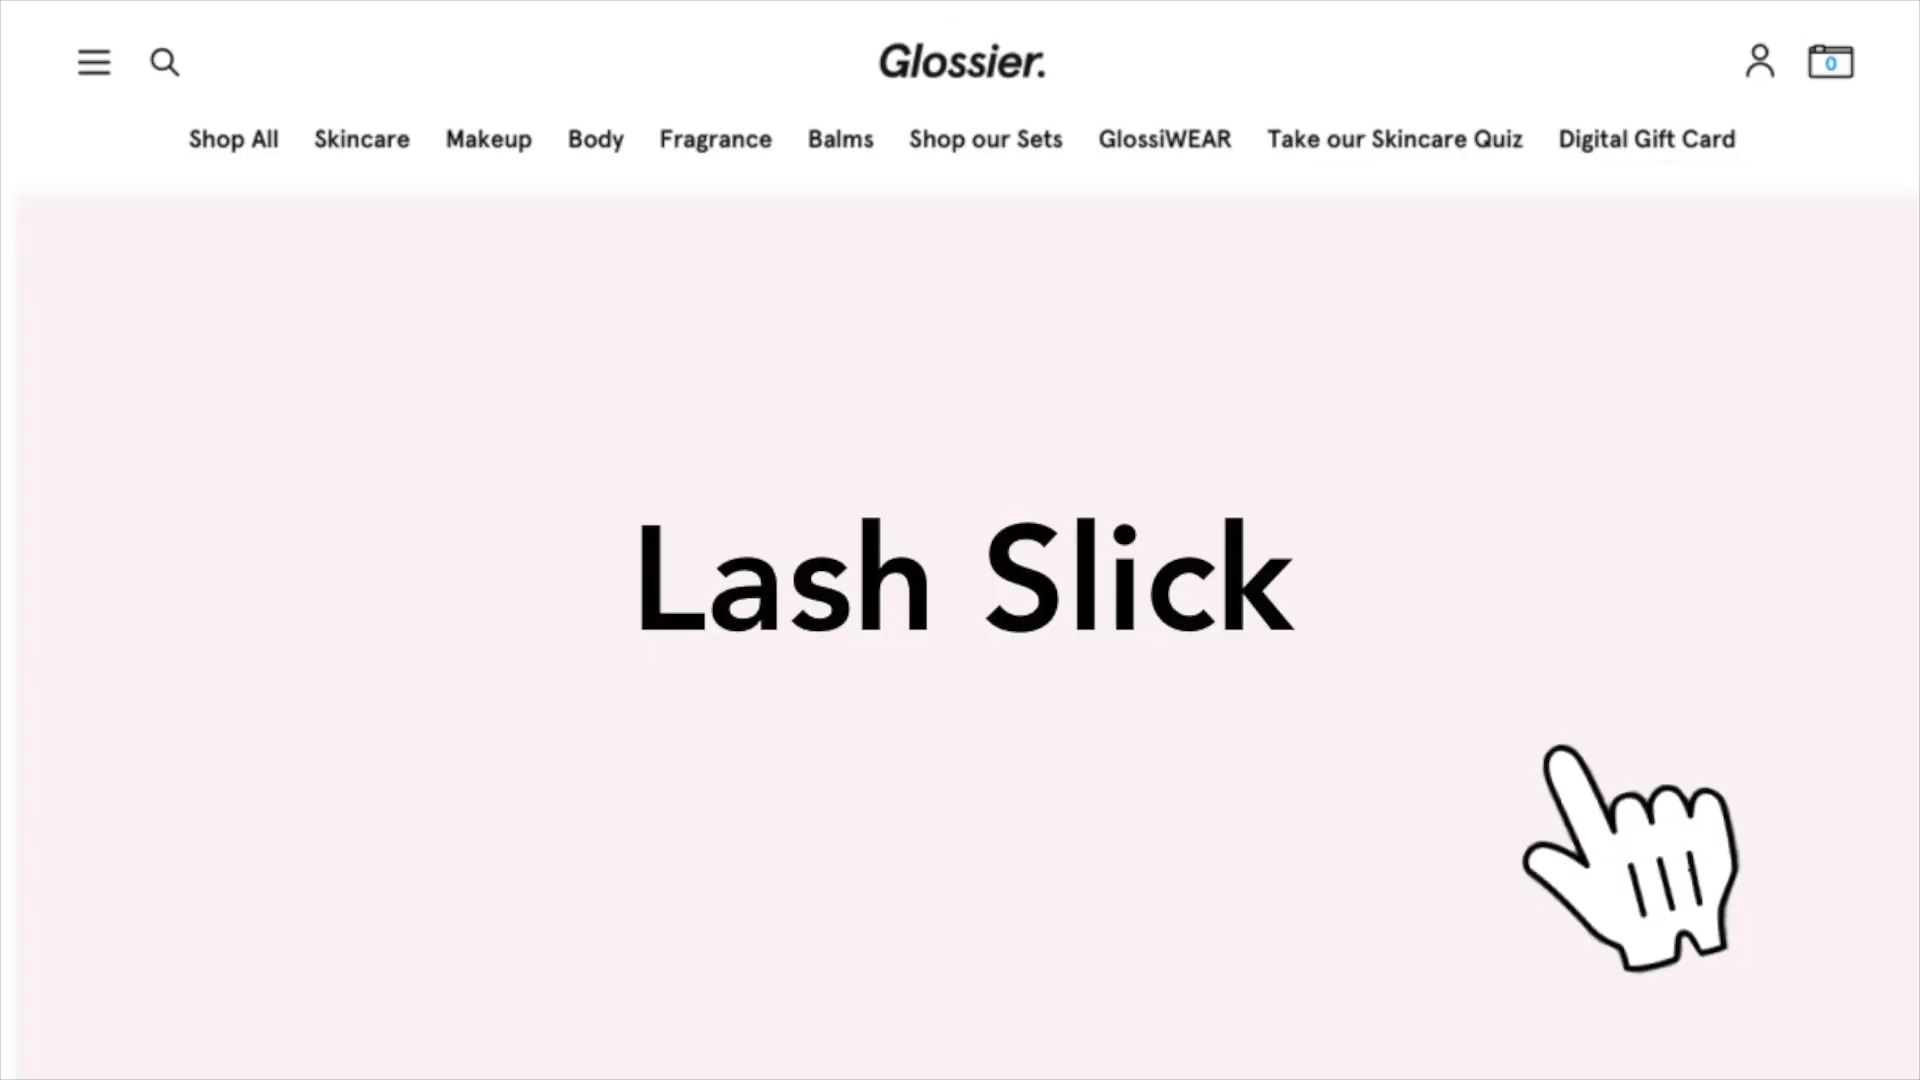 Glossier.
0
Shop All Skincare Makeup Body Fragrance Balms Shop our Sets GlossiWEAR Take our Skincare Quiz Digital Gift Card
Lash Slick